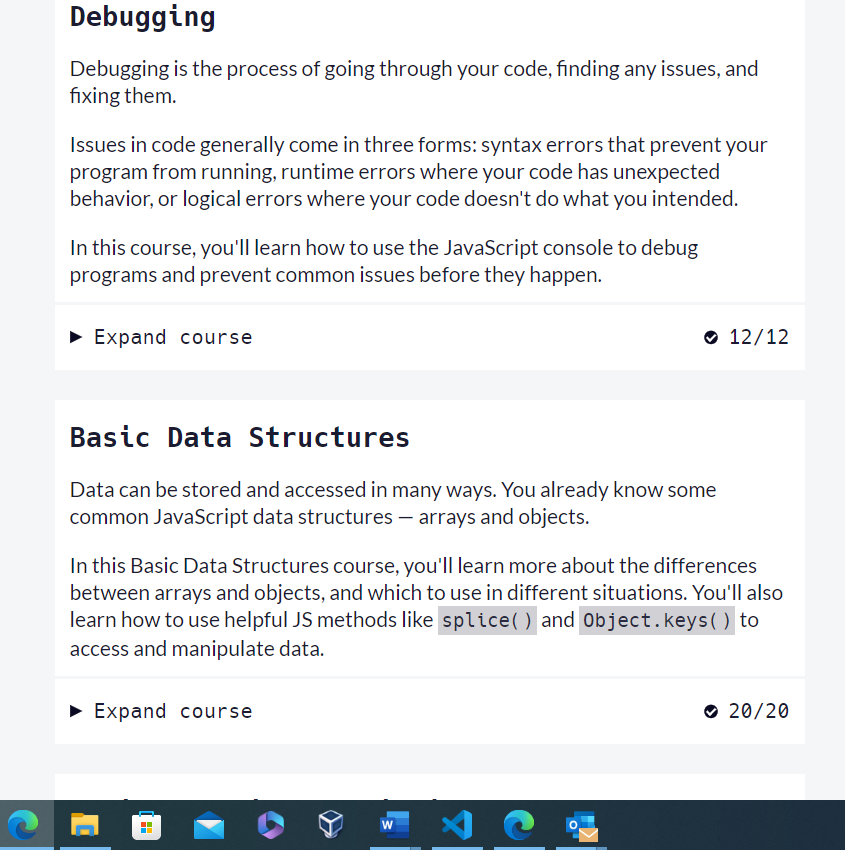 Debugging
Debugging is the process of going through your code, finding any issues, and
fixing them.
Issues in code generally come in three forms: syntax errors that prevent your
program from running, runtime errors where your code has unexpected
behavior, or logical errors where your code doesn't do what you intended.
In this course, you'll learn how to use the JavaScript console to debug
programs and prevent common issues before they happen.
Expand course 12/12
Basic Data Structures
Data can be stored and accessed in many ways. You already know some
common JavaScript data structures — arrays and objects.
In this Basic Data Structures course, you'll learn more about the differences
between arrays and objects, and which to use in different situations. You'll also
learn how to use helpful JS methods like splice() and Object.keys() to
access and manipulate data.
Expand course 20/20